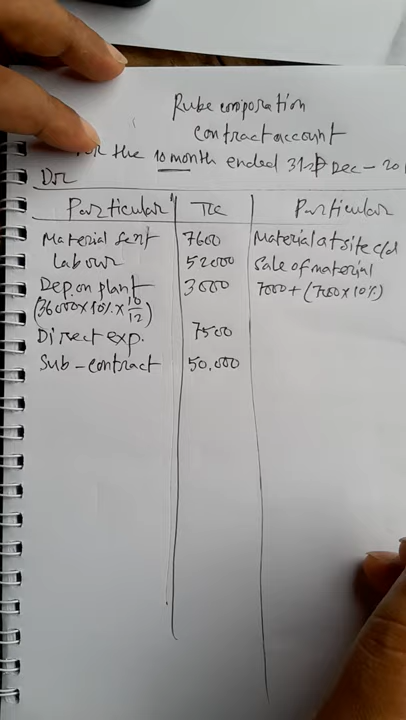 Rube corporation
Contract account
For the 10 month ended 31st Dec - 20
Dr
Particular Tk Particular
Material sent 7600 Material at site c/d
Labour 52000 Sale of material
Dep. on plant 3000 7000 + (7000 x 10%)
(36000 x 10% x 10/12)
Direct exp. 7500
Sub-contract 50,000